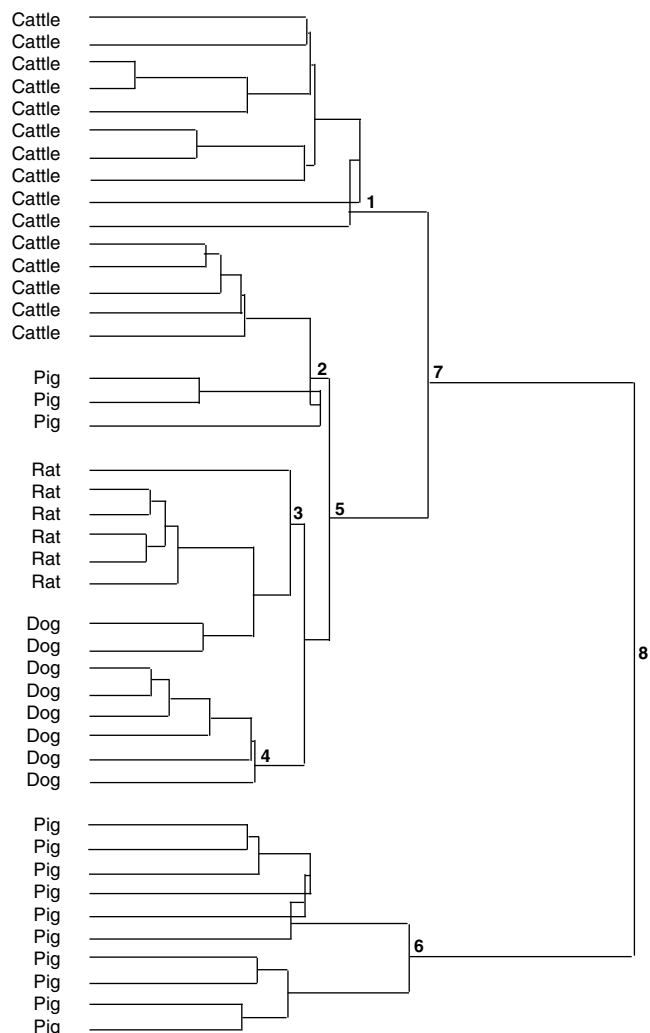 Cattle
Cattle
Cattle
Cattle
Cattle
Cattle
Cattle
Cattle
Cattle 1
Cattle
Cattle
Cattle
Cattle
Cattle
Cattle
Pig 2 7
Pig
Pig
Rat
Rat
Rat 3 5
Rat
Rat
Rat
Dog
Dog 8
Dog
Dog
Dog
Dog
Dog 4
Dog
Pig
Pig
Pig
Pig
Pig
Pig 6
Pig
Pig
Pig
Pig